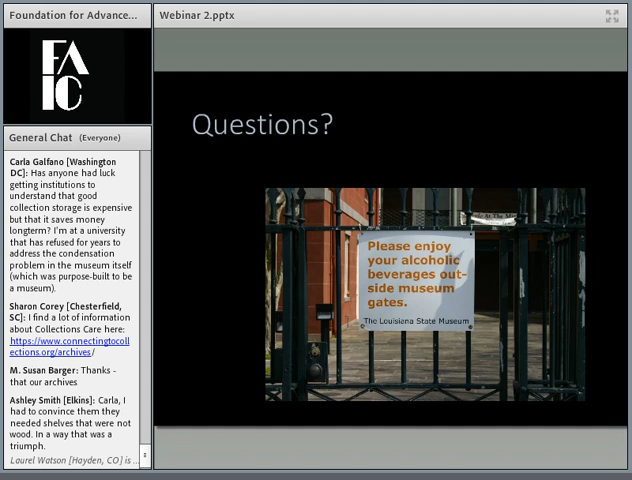 Foundation for Advance...
FA
IC
General Chat (Everyone)
Carla Galfano [Washington
DC]: Has anyone had luck
getting institutions to
understand that good
collection storage is expensive
but that it saves money
longterm? I'm at a university
that has refused for years to
address the condensation
problem in the museum itself
(which was purpose-built to be
a museum).
Sharon Corey [Chesterfield,
SC]: I find a lot of information
about Collections Care here:
https://www.connectingtocoll
ections.org/archives/
M. Susan Barger: Thanks -
that our archives
Ashley Smith [Elkins]: Carla, I
had to convince them they
needed shelves that were not
wood. In a way that was a
triumph.
Laurel Watson [Hayden, CO] is ...
Webinar 2.pptx
Questions?
Please enjoy
your alcoholic
beverages out-
side museum
gates.
The Louisiana State Museum